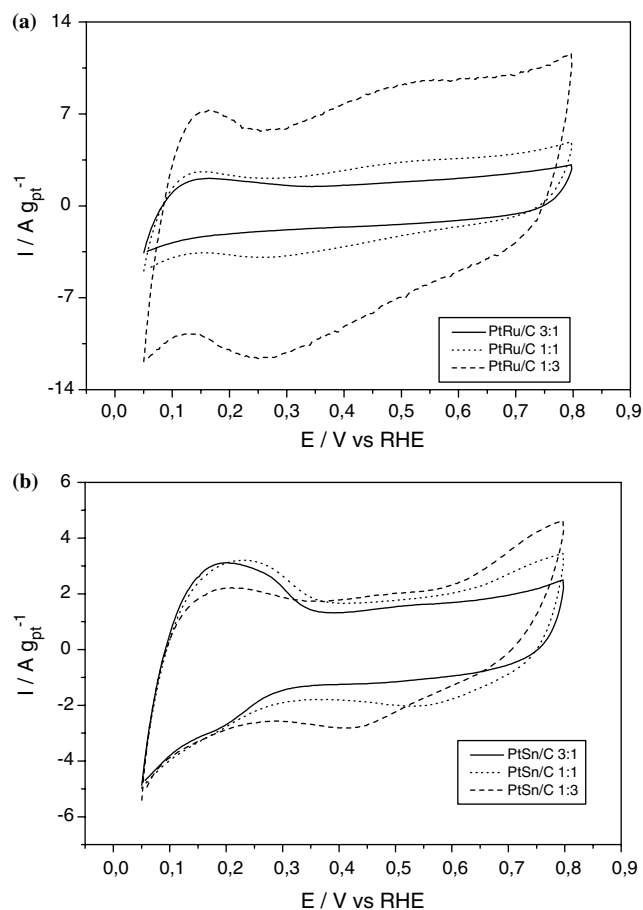 (a)
14
7
0
-7
-14
I / A g_pt^-1
PtRu/C 3:1
PtRu/C 1:1
PtRu/C 1:3
0,0 0,1 0,2 0,3 0,4 0,5 0,6 0,7 0,8 0,9
E / V vs RHE
(b)
6
4
2
0
-2
-4
-6
I / A g_pt^-1
PtSn/C 3:1
PtSn/C 1:1
PtSn/C 1:3
0,0 0,1 0,2 0,3 0,4 0,5 0,6 0,7 0,8 0,9
E / V vs RHE